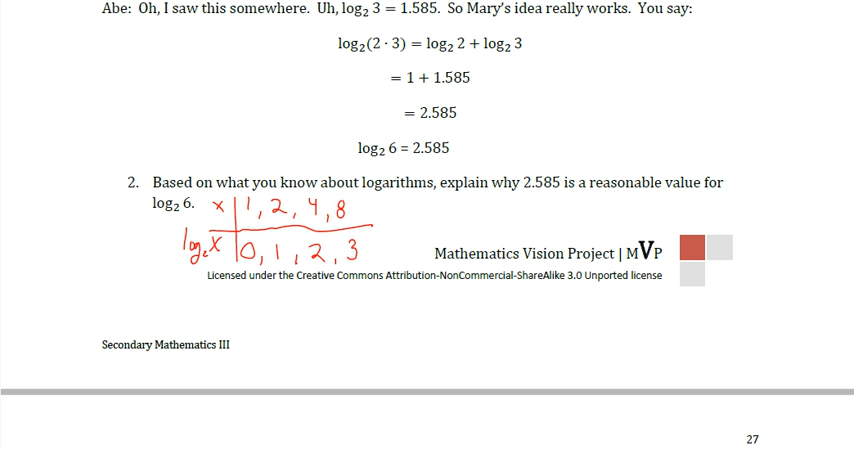 Abe: Oh, I saw this somewhere. Uh, log₂ 3 = 1.585. So Mary's idea really works. You say:
log₂(2 · 3) = log₂ 2 + log₂ 3
= 1 + 1.585
= 2.585
log₂ 6 = 2.585
2. Based on what you know about logarithms, explain why 2.585 is a reasonable value for
log₂ 6.
x | 1, 2, 4, 8
log₂x | 0, 1, 2, 3
Mathematics Vision Project | MVP
Licensed under the Creative Commons Attribution-NonCommercial-ShareAlike 3.0 Unported license
Secondary Mathematics III
27